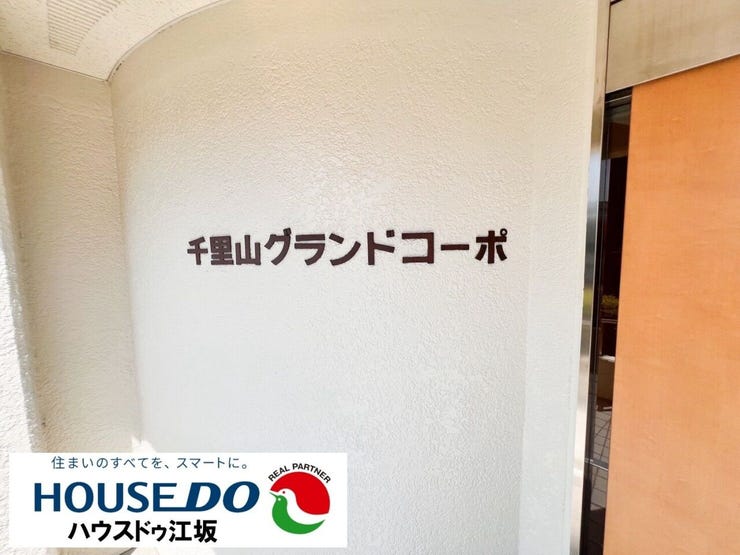 千里山グランドコーポ
住まいのすべてを、スマートに。
HOUSEDO
REAL PARTNER
ハウスドゥ江坂